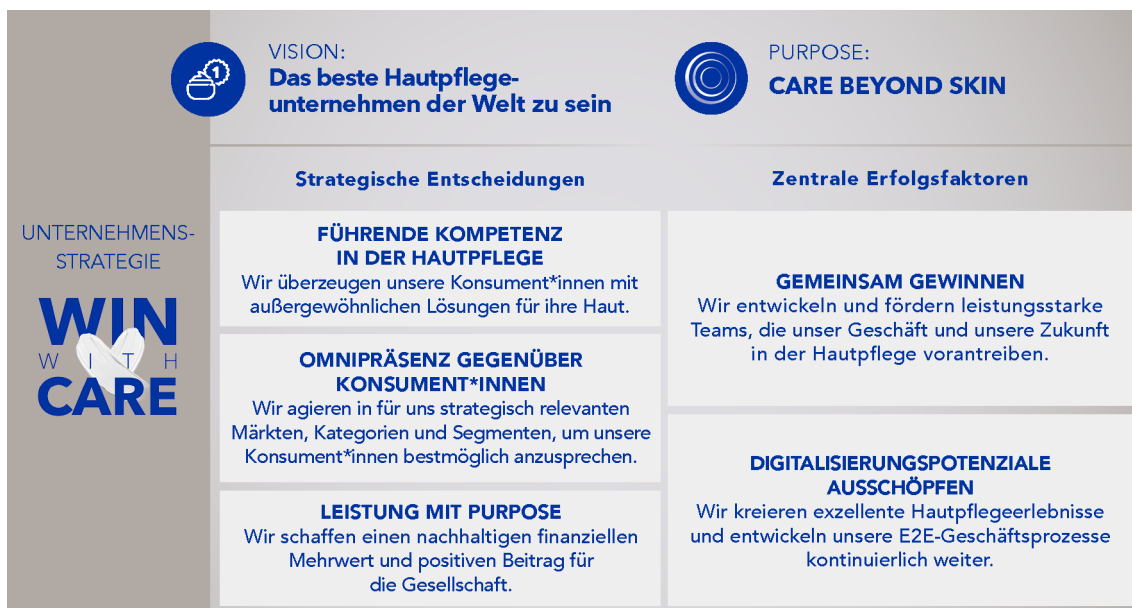 VISION:
Das beste Hautpflege-
unternehmen der Welt zu sein
1
PURPOSE:
CARE BEYOND SKIN
UNTERNEHMENS-
STRATEGIE
WIN
WITH
CARE
Strategische Entscheidungen
FÜHRENDE KOMPETENZ
IN DER HAUTPFLEGE
Wir überzeugen unsere Konsument*innen mit
außergewöhnlichen Lösungen für ihre Haut.
OMNIPRÄSENZ GEGENÜBER
KONSUMENT*INNEN
Wir agieren in für uns strategisch relevanten
Märkten, Kategorien und Segmenten, um unsere
Konsument*innen bestmöglich anzusprechen.
LEISTUNG MIT PURPOSE
Wir schaffen einen nachhaltigen finanziellen
Mehrwert und positiven Beitrag für
die Gesellschaft.
Zentrale Erfolgsfaktoren
GEMEINSAM GEWINNEN
Wir entwickeln und fördern leistungsstarke
Teams, die unser Geschäft und unsere Zukunft
in der Hautpflege vorantreiben.
DIGITALISIERUNGSPOTENZIALE
AUSSCHÖPFEN
Wir kreieren exzellente Hautpflegeerlebnisse
und entwickeln unsere E2E-Geschäftsprozesse
kontinuierlich weiter.